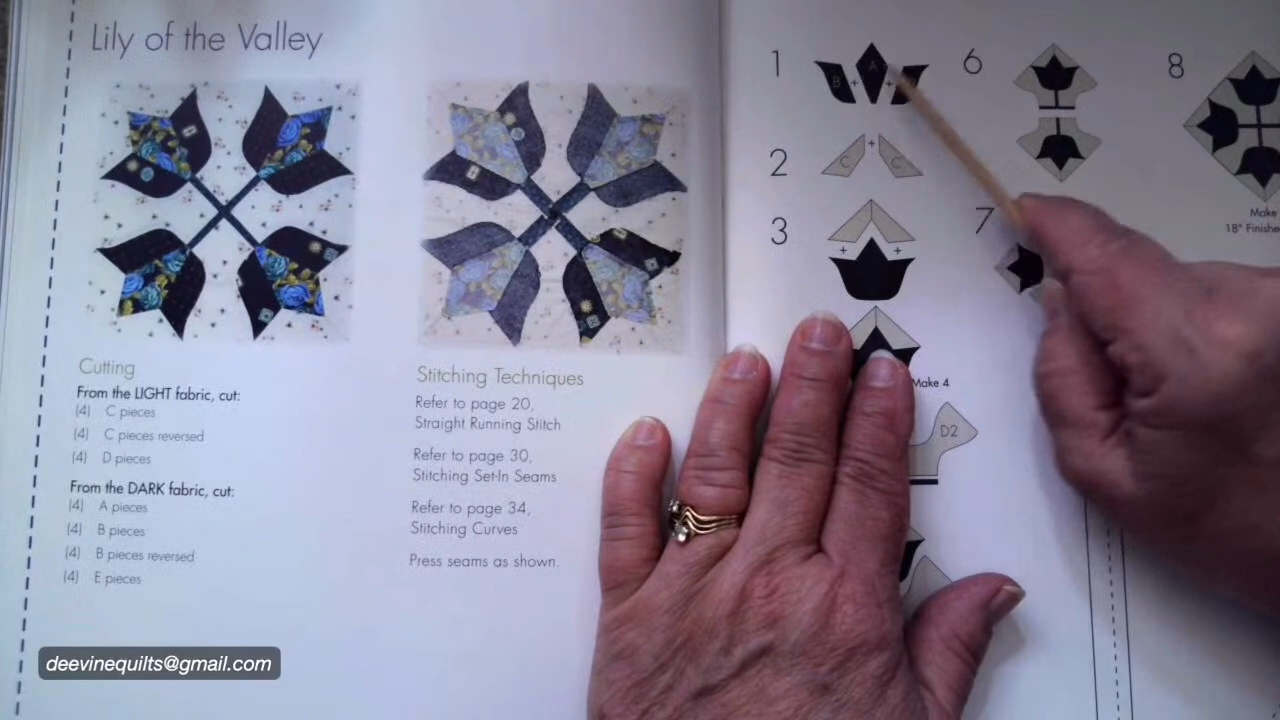 Lily of the Valley
Cutting
From the LIGHT fabric, cut:
(4) C pieces
(4) C pieces reversed
(4) D pieces
From the DARK fabric, cut:
(4) A pieces
(4) B pieces
(4) B pieces reversed
(4) E pieces
Stitching Techniques
Refer to page 20,
Straight Running Stitch
Refer to page 30,
Stitching Set-In Seams
Refer to page 34,
Stitching Curves
Press seams as shown.
1
B + A +
2
C + C
3
+ +
Make 4
D2
6
7
8
Make
18" Finishe
deevinequilts@gmail.com